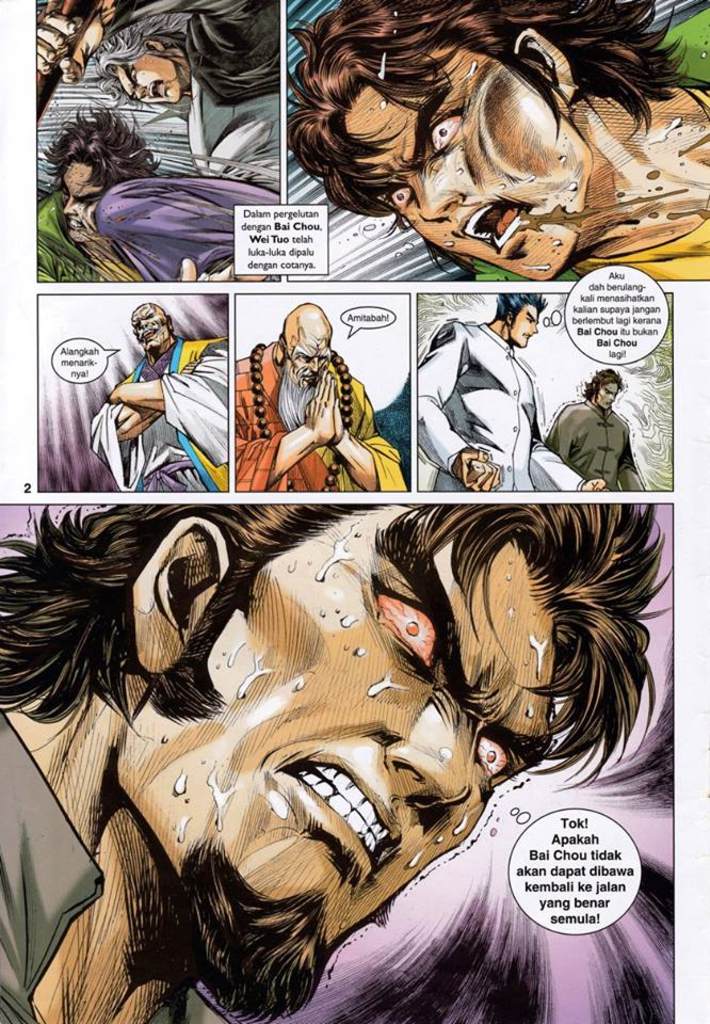 Dalam pergelutan
dengan Bai Chou,
Wei Tuo telah
luka-luka dipalu
dengan cotanya.
Alangkah
menarik-
nya!
Amitabah!
Aku
dah berulang-
kali menasihatkan
kalian supaya jangan
berlembut lagi kerana
Bai Chou itu bukan
Bai Chou
lagi!
2
Tok!
Apakah
Bai Chou tidak
akan dapat dibawa
kembali ke jalan
yang benar
semula!